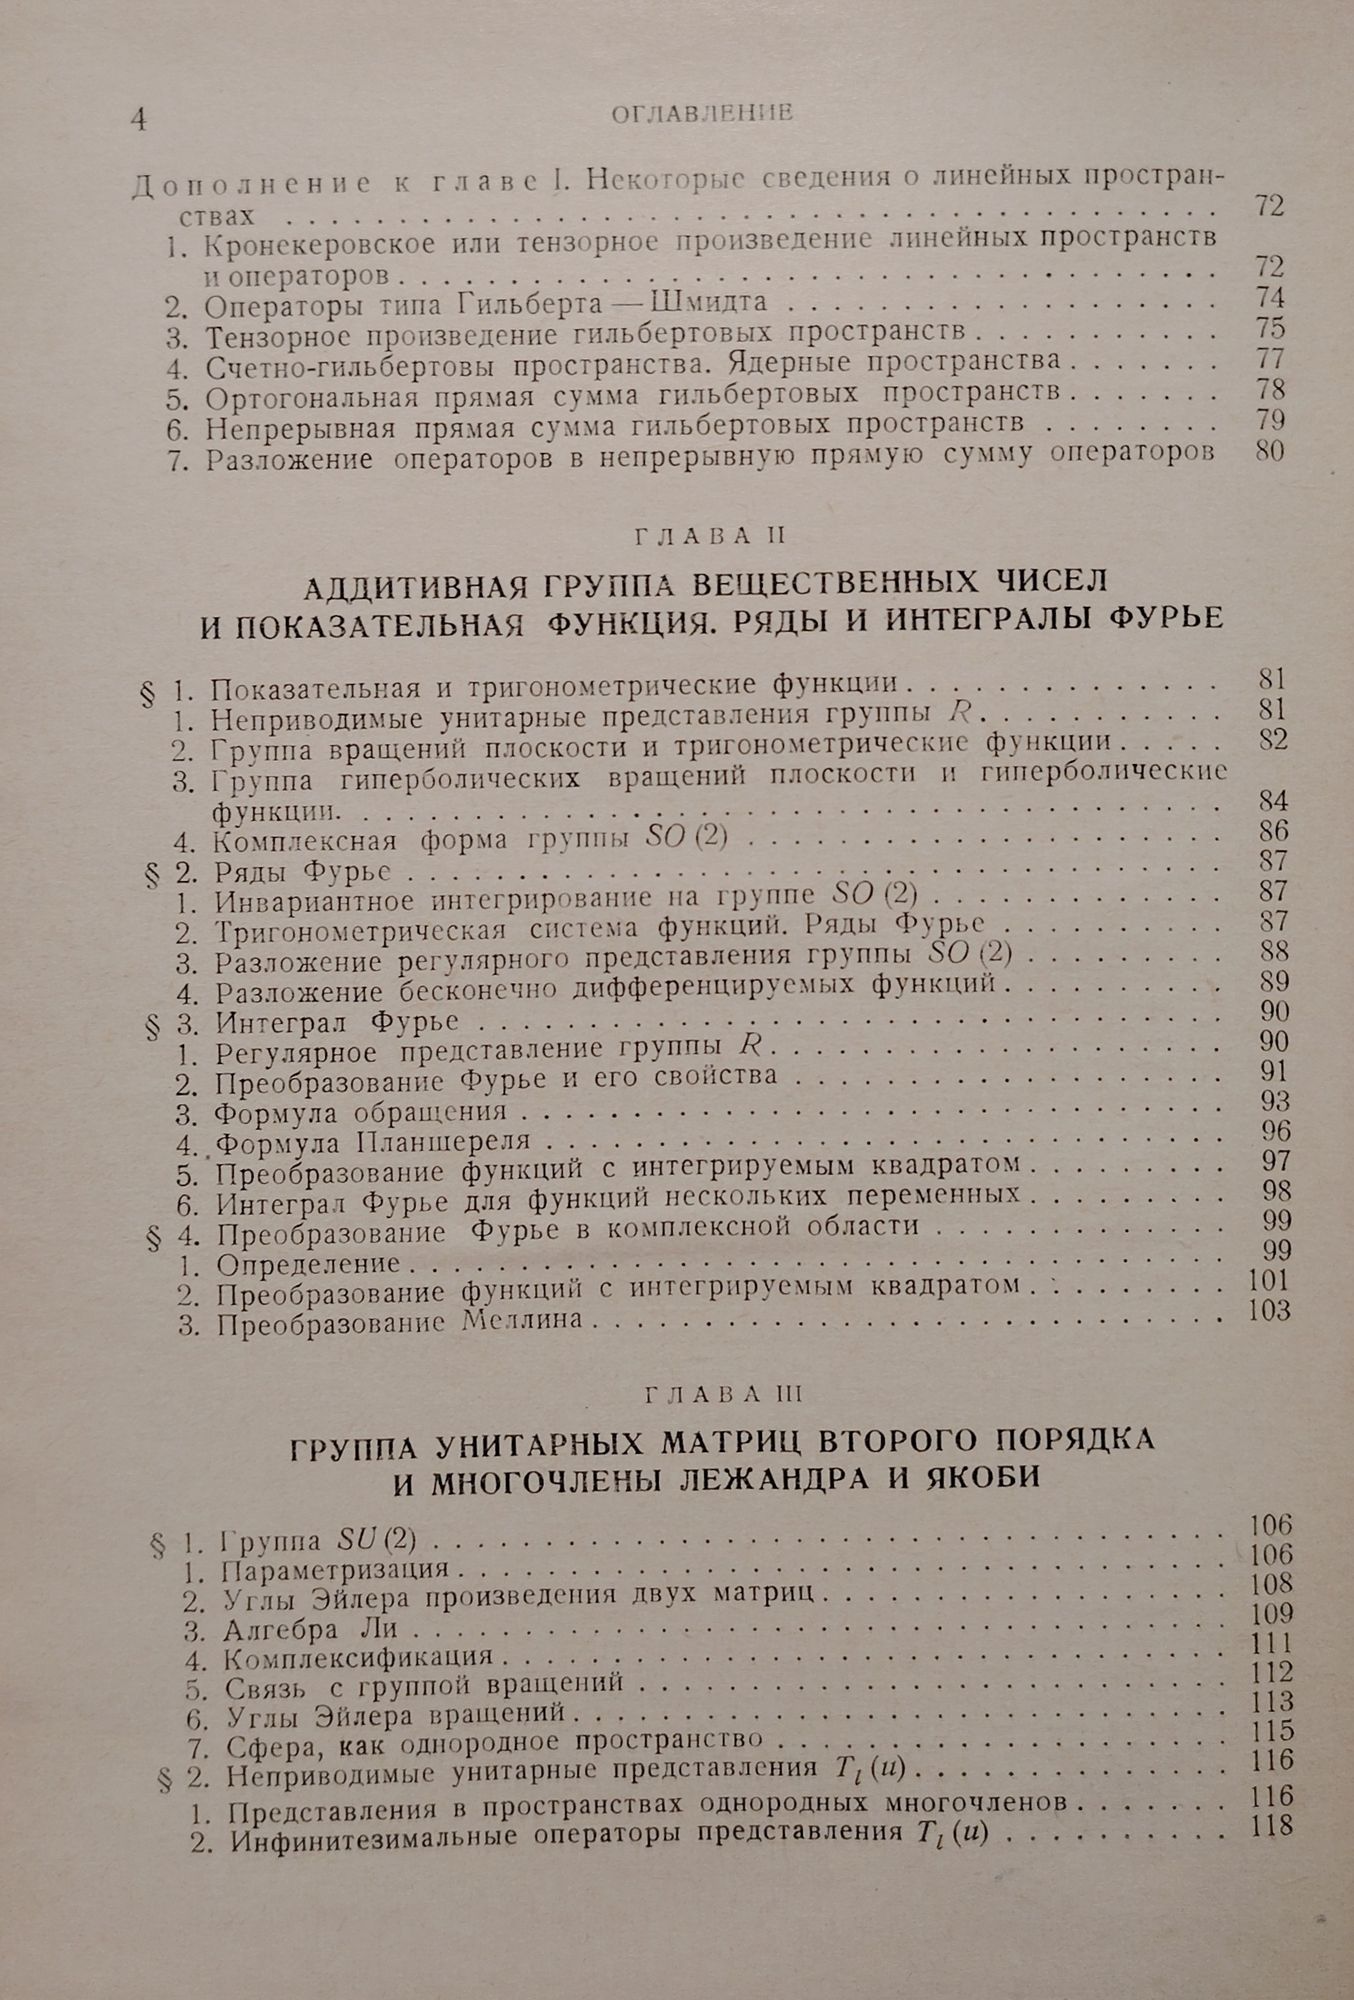 4 ОГЛАВЛЕНИЕ
Дополнение к главе I. Некоторые сведения о линейных простран-
ствах . . . . . . . . . . 72
1. Кронекеровское или тензорное произведение линейных пространств
и операторов . . . . . . . . . . 72
2. Операторы типа Гильберта — Шмидта . . . . . . . . . . 74
3. Тензорное произведение гильбертовых пространств . . . . . . . . . . 75
4. Счетно-гильбертовы пространства. Ядерные пространства . . . . . . . 77
5. Ортогональная прямая сумма гильбертовых пространств . . . . . . . 78
6. Непрерывная прямая сумма гильбертовых пространств . . . . . . . . 79
7. Разложение операторов в непрерывную прямую сумму операторов 80
ГЛАВА II
АДДИТИВНАЯ ГРУППА ВЕЩЕСТВЕННЫХ ЧИСЕЛ
И ПОКАЗАТЕЛЬНАЯ ФУНКЦИЯ. РЯДЫ И ИНТЕГРАЛЫ ФУРЬЕ
§ 1. Показательная и тригонометрические функции . . . . . . . . . . 81
1. Неприводимые унитарные представления группы R . . . . . . . . . . 81
2. Группа вращений плоскости и тригонометрические функции . . . . . 82
3. Группа гиперболических вращений плоскости и гиперболические
функции . . . . . . . . . . 84
4. Комплексная форма группы SO (2) . . . . . . . . . . 86
§ 2. Ряды Фурье . . . . . . . . . . 87
1. Инвариантное интегрирование на группе SO (2) . . . . . . . . . . 87
2. Тригонометрическая система функций. Ряды Фурье . . . . . . . . . . 87
3. Разложение регулярного представления группы SO (2) . . . . . . . . . 88
4. Разложение бесконечно дифференцируемых функций . . . . . . . . . . 89
§ 3. Интеграл Фурье . . . . . . . . . . 90
1. Регулярное представление группы R . . . . . . . . . . 90
2. Преобразование Фурье и его свойства . . . . . . . . . . 91
3. Формула обращения . . . . . . . . . . 93
4. Формула Планшереля . . . . . . . . . . 96
5. Преобразование функций с интегрируемым квадратом . . . . . . . . . 97
6. Интеграл Фурье для функций нескольких переменных . . . . . . . . . 98
§ 4. Преобразование Фурье в комплексной области . . . . . . . . . . 99
1. Определение . . . . . . . . . . 99
2. Преобразование функций с интегрируемым квадратом . . . . . . . . . 101
3. Преобразование Меллина . . . . . . . . . . 103
ГЛАВА III
ГРУППА УНИТАРНЫХ МАТРИЦ ВТОРОГО ПОРЯДКА
И МНОГОЧЛЕНЫ ЛЕЖАНДРА И ЯКОБИ
§ 1. Группа SU (2) . . . . . . . . . . 106
1. Параметризация . . . . . . . . . . 106
2. Углы Эйлера произведения двух матриц . . . . . . . . . . 108
3. Алгебра Ли . . . . . . . . . . 109
4. Комплексификация . . . . . . . . . . 111
5. Связь с группой вращений . . . . . . . . . . 112
6. Углы Эйлера вращений . . . . . . . . . . 113
7. Сфера, как однородное пространство . . . . . . . . . . 115
§ 2. Неприводимые унитарные представления T_l (u) . . . . . . . . . . 116
1. Представления в пространствах однородных многочленов . . . . . . . 116
2. Инфинитезимальные операторы представления T_l (u) . . . . . . . . . . 118